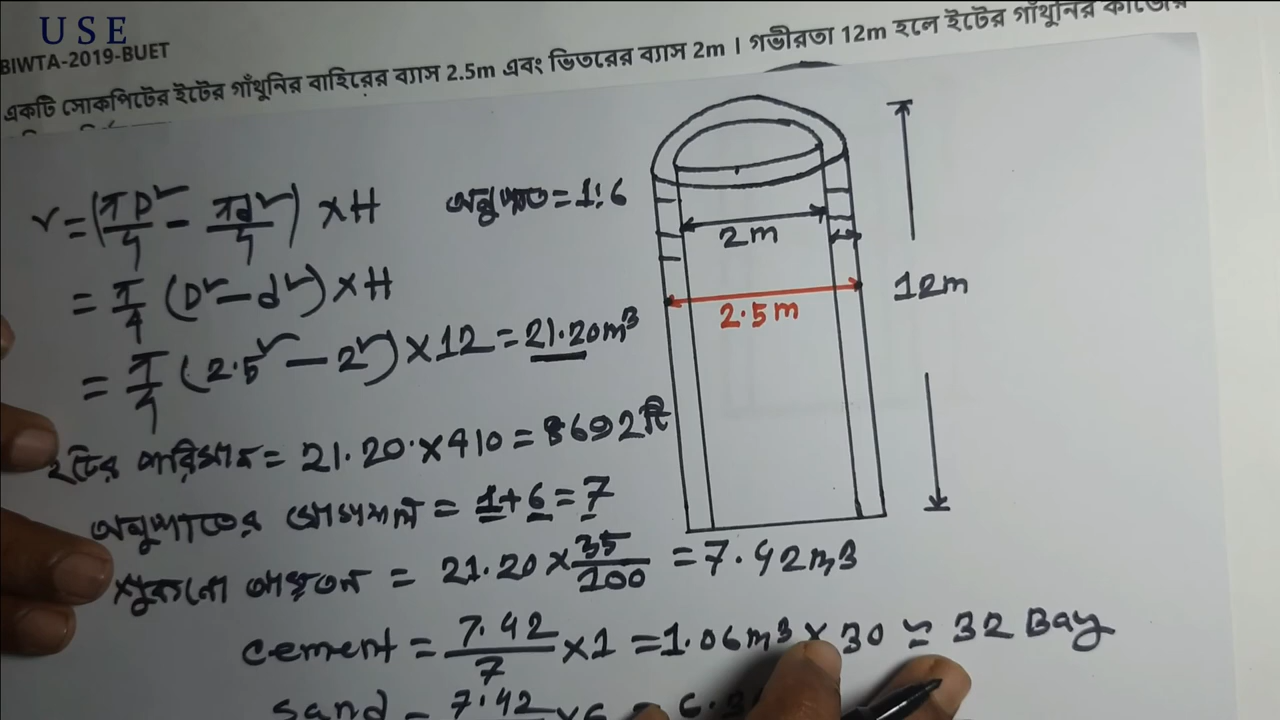 USE
BIWTA-2019-BUET
একটি সোকপিটের ইটের গাঁথুনির বাহিরের ব্যাস 2.5m এবং ভিতরের ব্যাস 2m । গভীরতা 12m হলে ইটের গাঁথুনির কাজের
v = (πD²/4 - πd²/4) × H
অনুপাত = 1:6
= π/4 (D² - d²) × H
= π/4 (2.5² - 2²) × 12 = 21.20m³
2m
2.5m
12m
ইটের পরিমান = 21.20 × 410 = 8692 টি
অনুপাতের যোগফল = 1+6 = 7
শুকনো আয়তন = 21.20 × 35/100 = 7.42m3
cement = 7.42/7 × 1 = 1.06m3 × 30 ≃ 32 Bag
sand = 7.42